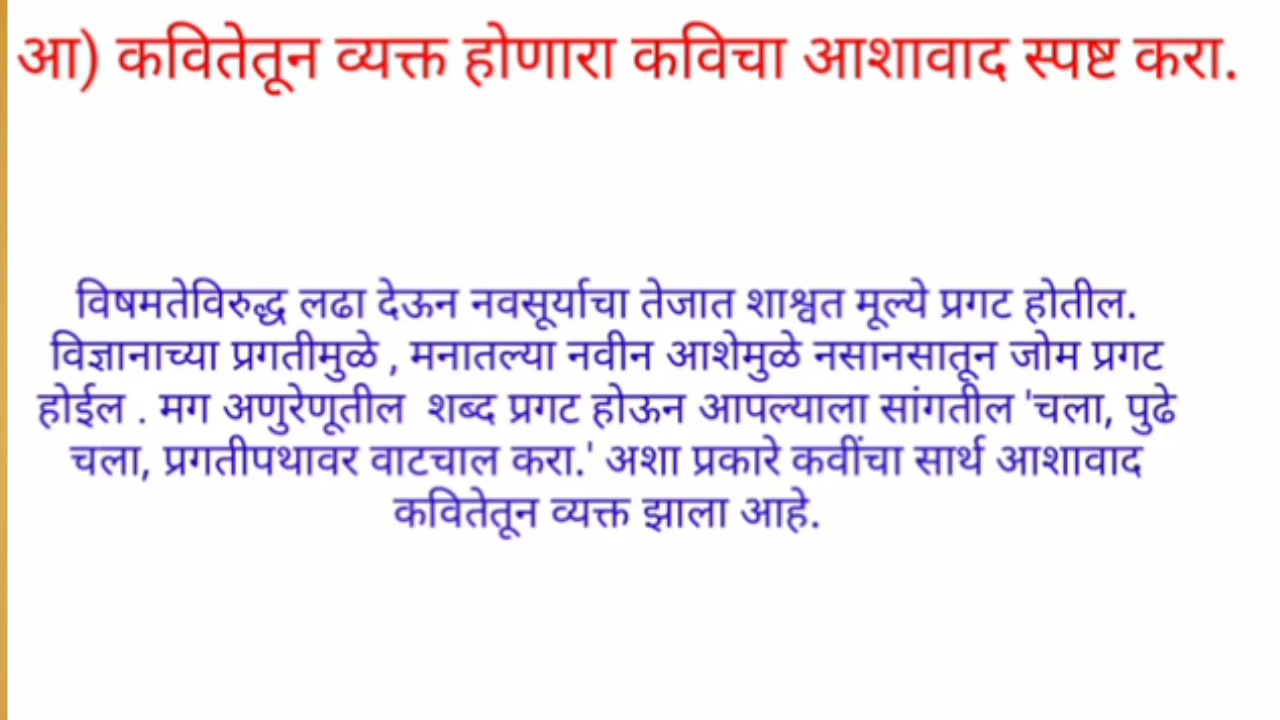 आ) कवितेतून व्यक्त होणारा कविचा आशावाद स्पष्ट करा.
विषमतेविरुद्ध लढा देऊन नवसूर्याचा तेजात शाश्वत मूल्ये प्रगट होतील.
विज्ञानाच्या प्रगतीमुळे , मनातल्या नवीन आशेमुळे नसानसातून जोम प्रगट
होईल . मग अणुरेणूतील शब्द प्रगट होऊन आपल्याला सांगतील 'चला, पुढे
चला, प्रगतीपथावर वाटचाल करा.' अशा प्रकारे कवींचा सार्थ आशावाद
कवितेतून व्यक्त झाला आहे.